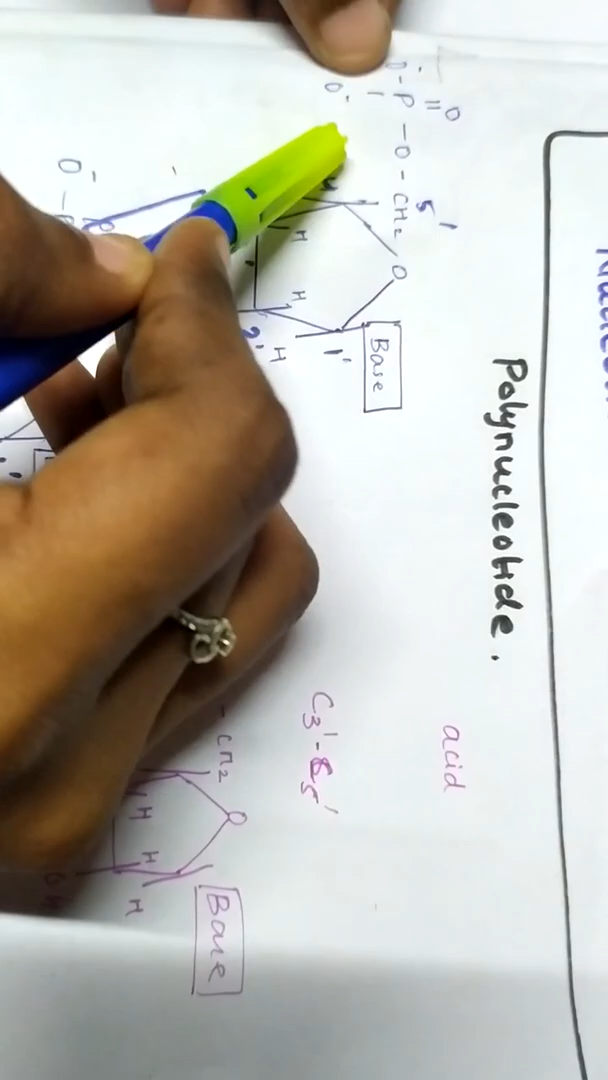 Polynucleotide.
acid
O
O - P - O - CH₂
O⁻
5'
O
Base
H
H
1'
2'
H
O⁻
C3'-C5'
- CH₂
O
H
H
H
Base